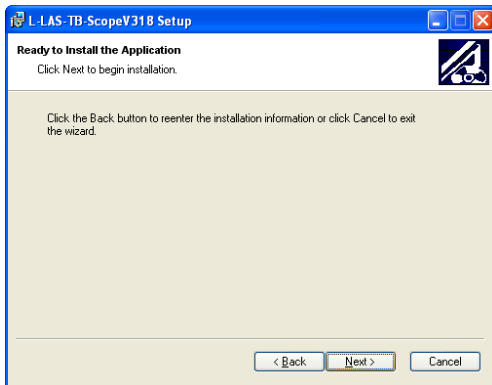 L-LAS-TB-ScopeV318 Setup
Ready to Install the Application
Click Next to begin installation.
Click the Back button to reenter the installation information or click Cancel to exit
the wizard.
< Back
Next >
Cancel